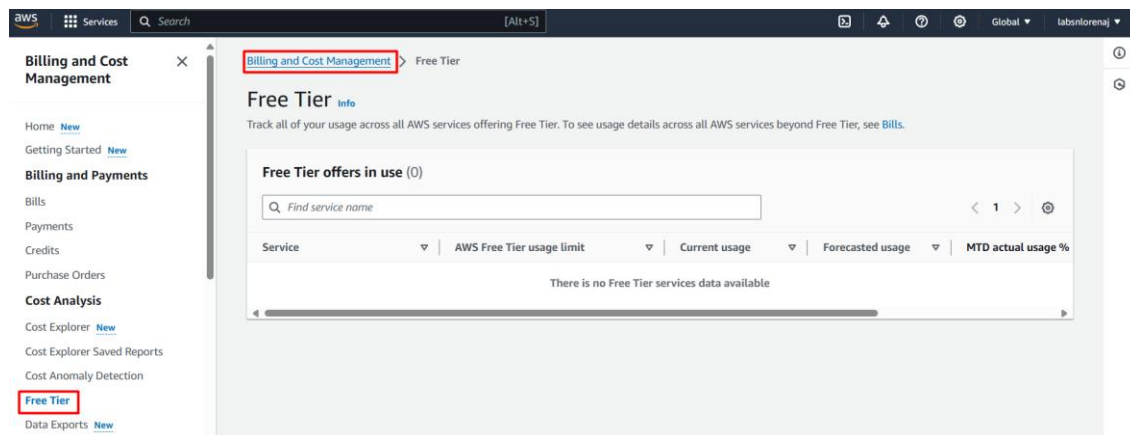 aws Services Search [Alt+S] Global labsnlorenaj
Billing and Cost Management
Home New
Getting Started New
Billing and Payments
Bills
Payments
Credits
Purchase Orders
Cost Analysis
Cost Explorer New
Cost Explorer Saved Reports
Cost Anomaly Detection
Free Tier
Data Exports New
Billing and Cost Management > Free Tier
Free Tier Info
Track all of your usage across all AWS services offering Free Tier. To see usage details across all AWS services beyond Free Tier, see Bills.
Free Tier offers in use (0)
Find service name
< 1 >
Service AWS Free Tier usage limit Current usage Forecasted usage MTD actual usage %
There is no Free Tier services data available